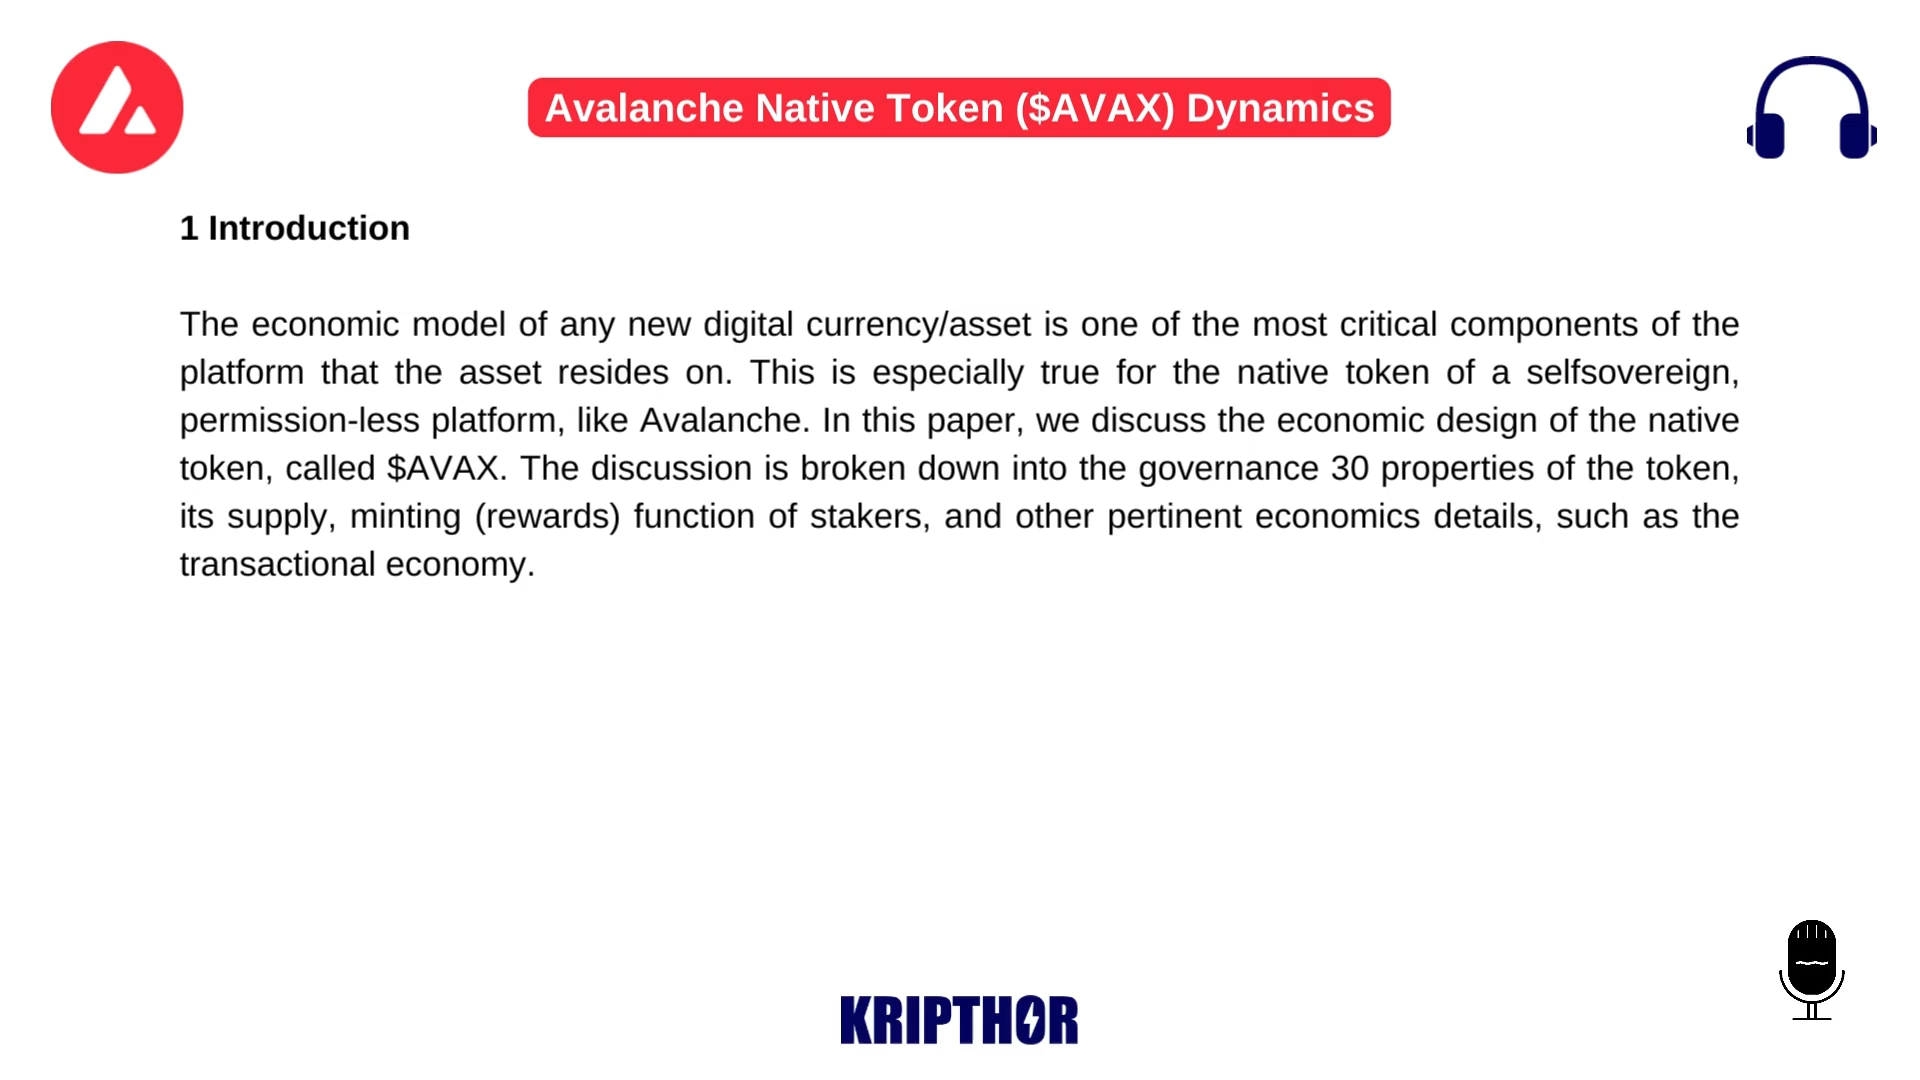 Avalanche Native Token ($AVAX) Dynamics
1 Introduction
The economic model of any new digital currency/asset is one of the most critical components of the
platform that the asset resides on. This is especially true for the native token of a selfsovereign,
permission-less platform, like Avalanche. In this paper, we discuss the economic design of the native
token, called $AVAX. The discussion is broken down into the governance 30 properties of the token,
its supply, minting (rewards) function of stakers, and other pertinent economics details, such as the
transactional economy.
KRIPTHOR